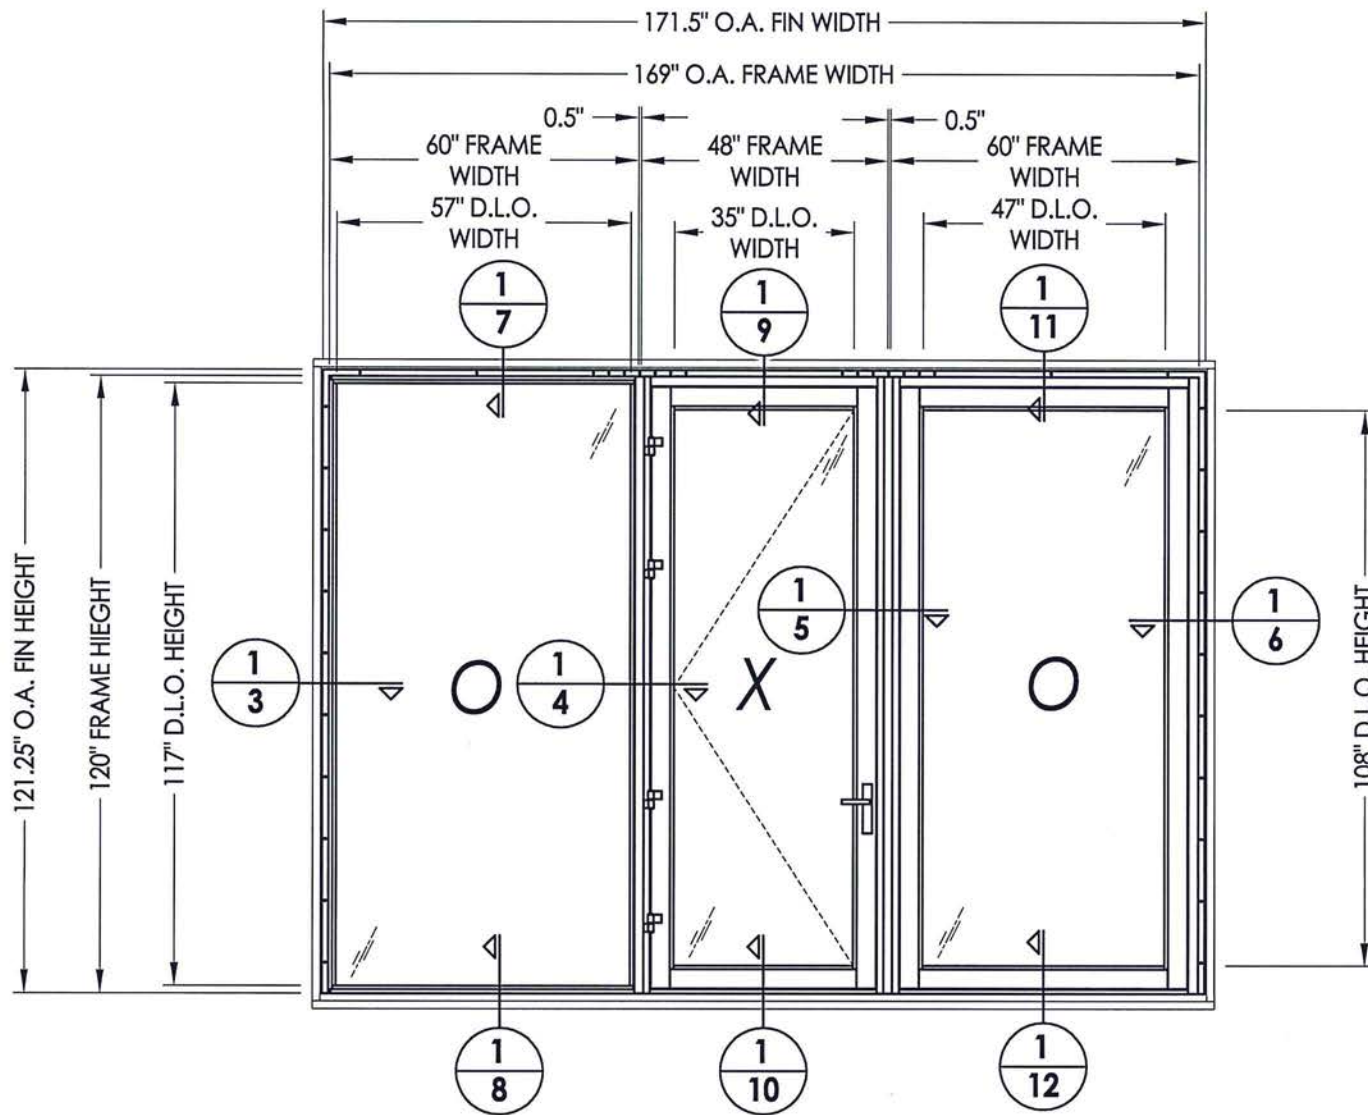 171.5" O.A. FIN WIDTH
169" O.A. FRAME WIDTH
0.5"
0.5"
60" FRAME
WIDTH
48" FRAME
WIDTH
60" FRAME
WIDTH
57" D.L.O.
WIDTH
35" D.L.O.
WIDTH
47" D.L.O.
WIDTH
1
7
1
9
1
11
121.25" O.A. FIN HEIGHT
120" FRAME HIEGHT
117" D.L.O. HEIGHT
108" D.L.O. HEIGHT
1
5
1
6
1
3
O
1
4
X
O
1
8
1
10
1
12